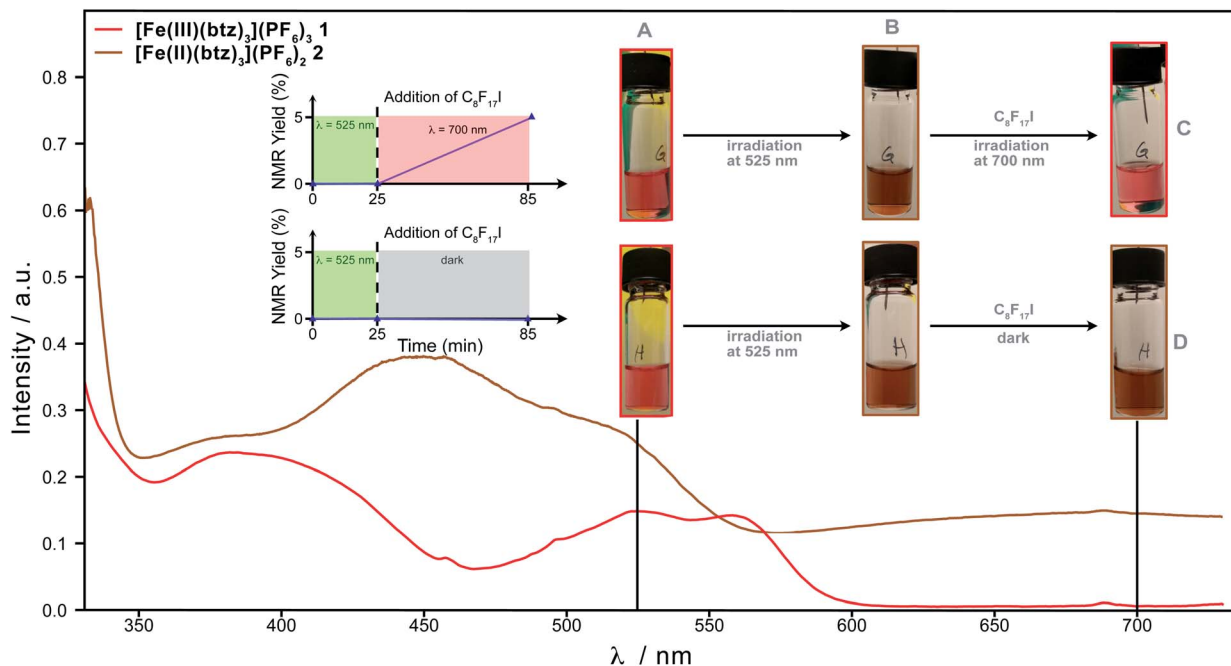 [Fe(III)(btz)₃](PF₆)₃ 1
[Fe(II)(btz)₃](PF₆)₂ 2
Intensity / a.u.
0.8
0.7
0.6
0.5
0.4
0.3
0.2
0.1
0.0
350
400
450
500
550
600
650
700
λ / nm
NMR Yield (%)
Addition of C₈F₁₇I
5
0
λ = 525 nm
λ = 700 nm
0
25
85
NMR Yield (%)
Addition of C₈F₁₇I
5
0
λ = 525 nm
dark
0
25
85
Time (min)
A
B
C
D
G
irradiation
at 525 nm
G
C₈F₁₇I
irradiation
at 700 nm
G
H
irradiation
at 525 nm
H
C₈F₁₇I
dark
H